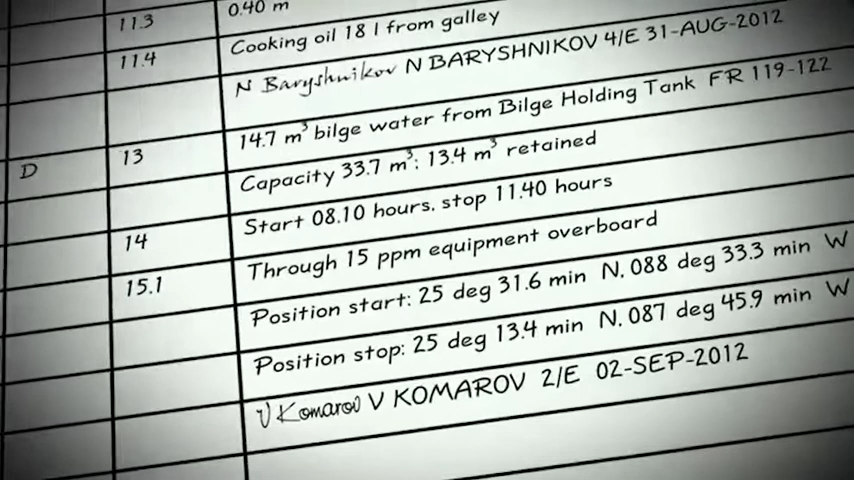 11.3 0.40 m
11.4 Cooking oil 18 l from galley
N Baryshnikov N BARYSHNIKOV 4/E 31-AUG-2012
D 13 14.7 m³ bilge water from Bilge Holding Tank FR 119-122
Capacity 33.7 m³: 13.4 m³ retained
14 Start 08.10 hours. stop 11.40 hours
15.1 Through 15 ppm equipment overboard
Position start: 25 deg 31.6 min N. 088 deg 33.3 min W
Position stop: 25 deg 13.4 min N. 087 deg 45.9 min W
V Komarov V KOMAROV 2/E 02-SEP-2012